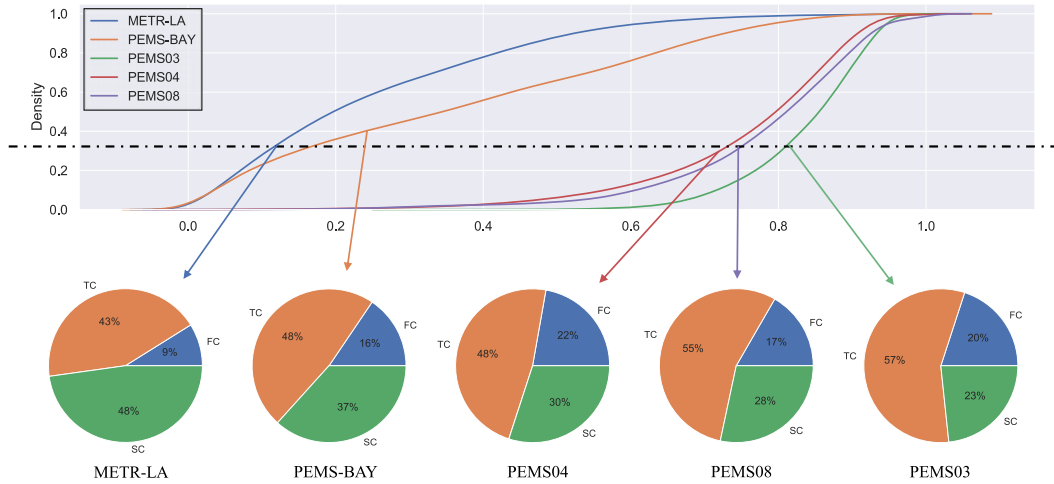 METR-LA
PEMS-BAY
PEMS03
PEMS04
PEMS08
Density
1.0
0.8
0.6
0.4
0.2
0.0
0.0 0.2 0.4 0.6 0.8 1.0
TC 43% FC 9% SC 48%
TC 48% FC 16% SC 37%
TC 48% FC 22% SC 30%
TC 55% FC 17% SC 28%
TC 57% FC 20% SC 23%
METR-LA PEMS-BAY PEMS04 PEMS08 PEMS03